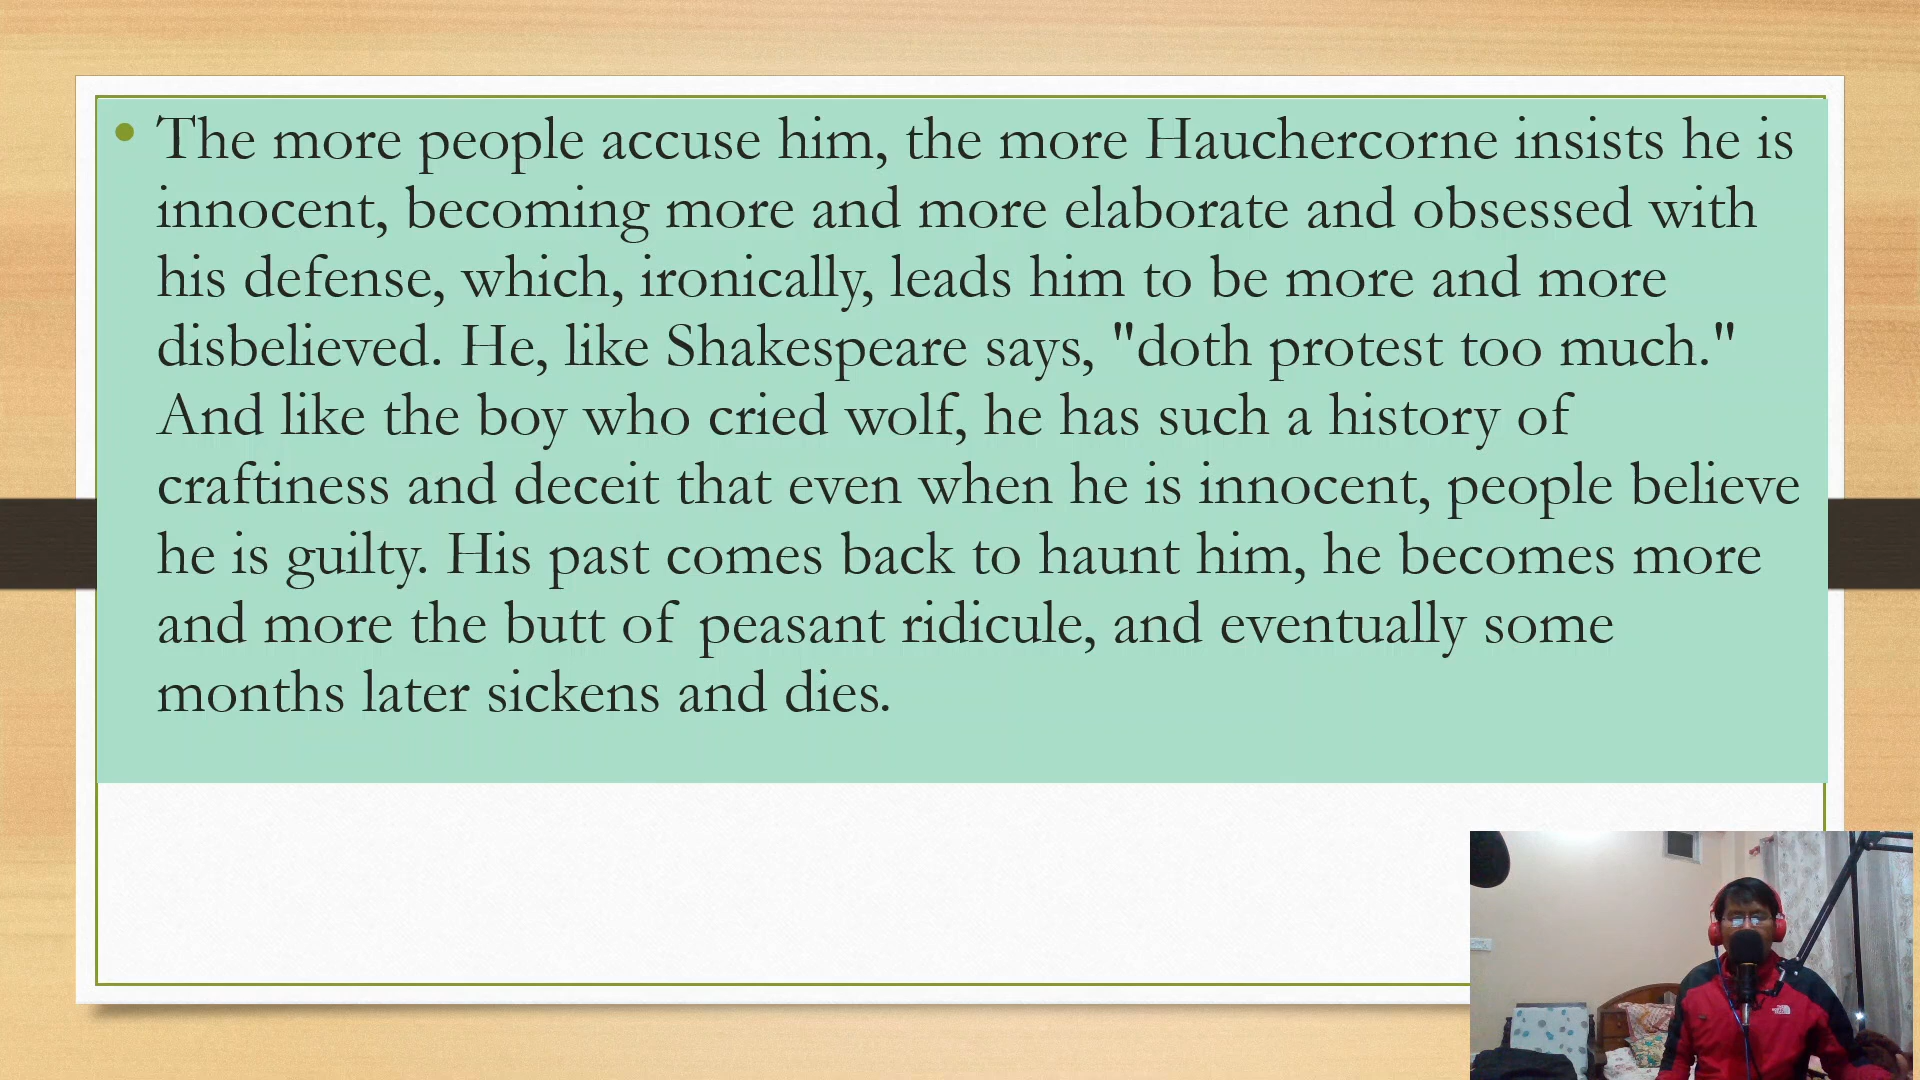 The more people accuse him, the more Hauchercorne insists he is
innocent, becoming more and more elaborate and obsessed with
his defense, which, ironically, leads him to be more and more
disbelieved. He, like Shakespeare says, "doth protest too much."
And like the boy who cried wolf, he has such a history of
craftiness and deceit that even when he is innocent, people believe
he is guilty. His past comes back to haunt him, he becomes more
and more the butt of peasant ridicule, and eventually some
months later sickens and dies.